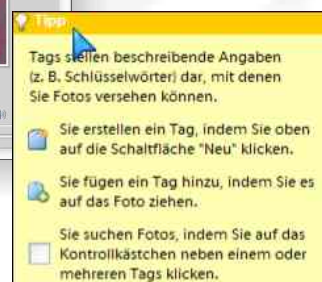 Tipp
Tags stellen beschreibende Angaben
(z. B. Schlüsselwörter) dar, mit denen
Sie Fotos versehen können.
Sie erstellen ein Tag, indem Sie oben
auf die Schaltfläche "Neu" klicken.
Sie fügen ein Tag hinzu, indem Sie es
auf das Foto ziehen.
Sie suchen Fotos, indem Sie auf das
Kontrollkästchen neben einem oder
mehreren Tags klicken.